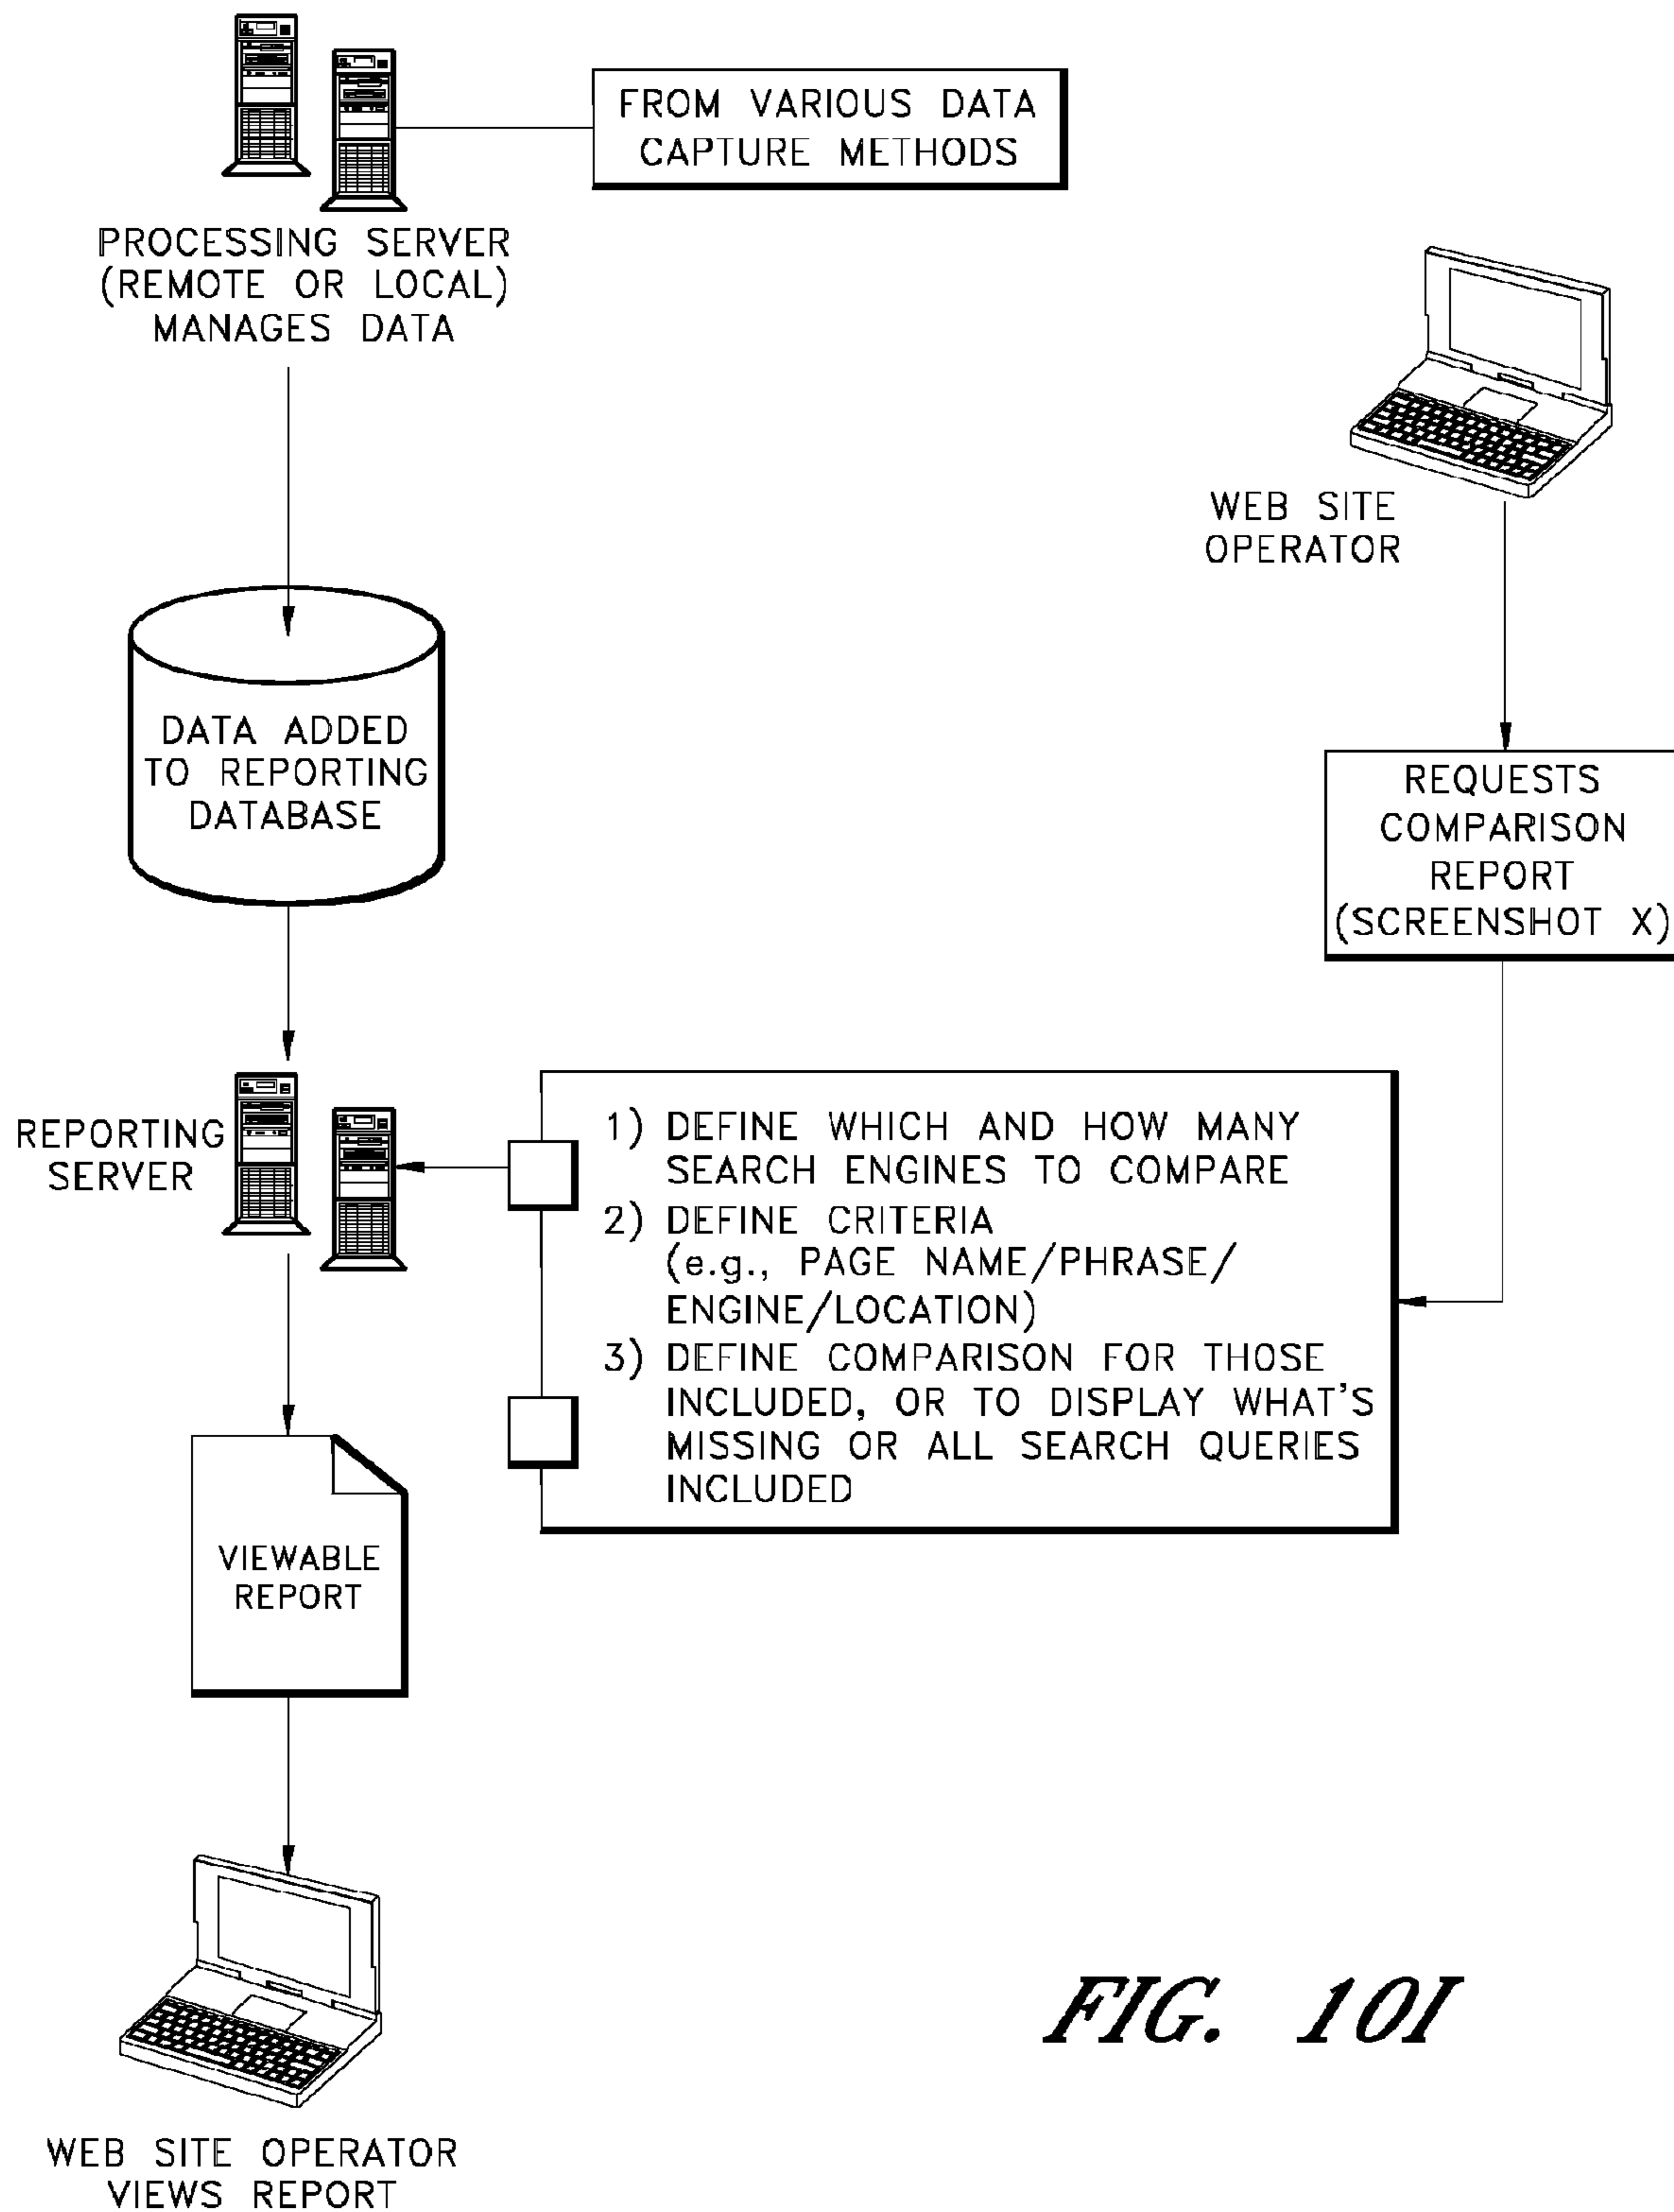 FROM VARIOUS DATA
CAPTURE METHODS
PROCESSING SERVER
(REMOTE OR LOCAL)
MANAGES DATA
WEB SITE
OPERATOR
DATA ADDED
TO REPORTING
DATABASE
REQUESTS
COMPARISON
REPORT
(SCREENSHOT X)
REPORTING
SERVER
1) DEFINE WHICH AND HOW MANY
SEARCH ENGINES TO COMPARE
2) DEFINE CRITERIA
(e.g., PAGE NAME/PHRASE/
ENGINE/LOCATION)
3) DEFINE COMPARISON FOR THOSE
INCLUDED, OR TO DISPLAY WHAT'S
MISSING OR ALL SEARCH QUERIES
INCLUDED
VIEWABLE
REPORT
WEB SITE OPERATOR
VIEWS REPORT
FIG. 10I